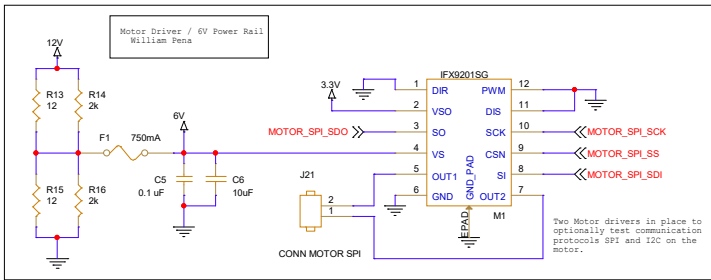 Motor Driver / 6V Power Rail
William Pena
12V
R13
12
R14
2k
F1
750mA
6V
R15
12
R16
2k
C5
0.1 uF
C6
10uF
3.3V
MOTOR_SPI_SDO
J21
2
1
CONN MOTOR SPI
IFX9201SG
1 DIR PWM 12
2 VSO DIS 11
3 SO SCK 10
4 VS CSN 9
5 OUT1 SI 8
6 GND OUT2 7
GND_PAD
EPAD
M1
MOTOR_SPI_SCK
MOTOR_SPI_SS
MOTOR_SPI_SDI
Two Motor drivers in place to
optionally test communication
protocols SPI and I2C on the
motor.